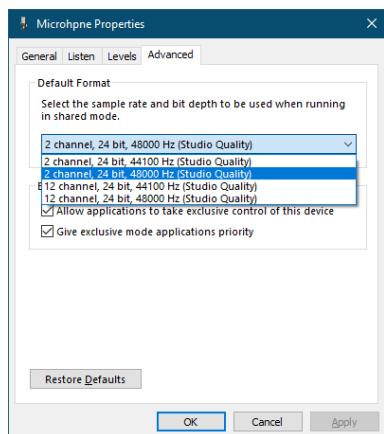 Microhpne Properties
General Listen Levels Advanced
Default Format
Select the sample rate and bit depth to be used when running
in shared mode.
2 channel, 24 bit, 48000 Hz (Studio Quality)
2 channel, 24 bit, 44100 Hz (Studio Quality)
2 channel, 24 bit, 48000 Hz (Studio Quality)
E
12 channel, 24 bit, 44100 Hz (Studio Quality)
12 channel, 24 bit, 48000 Hz (Studio Quality)
Allow applications to take exclusive control of this device
Give exclusive mode applications priority
Restore Defaults
OK Cancel Apply